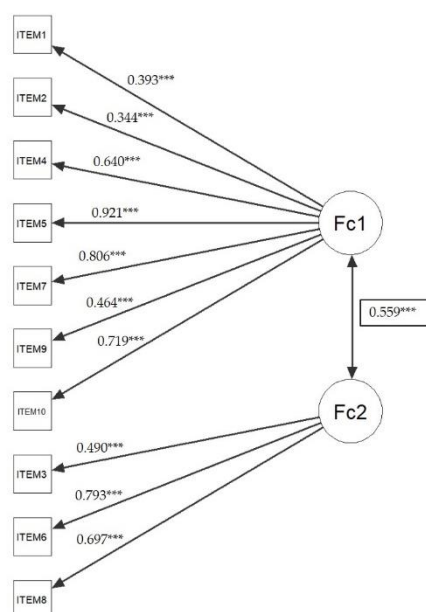 ITEM1
0.393***
ITEM2
0.344***
ITEM4
0.640***
ITEM5
0.921***
Fc1
ITEM7
0.806***
ITEM9
0.464***
0.559***
ITEM10
0.719***
Fc2
ITEM3
0.490***
ITEM6
0.793***
ITEM8
0.697***